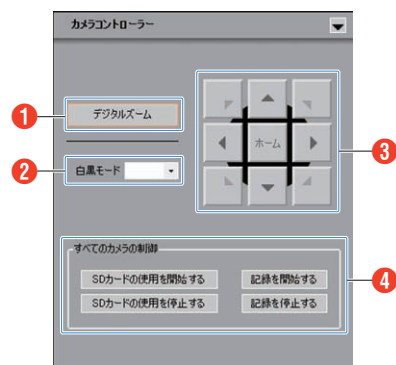 カメラコントローラー
1
デジタルズーム
2
白黒モード
ホーム
3
すべてのカメラの制御
SDカードの使用を開始する
記録を開始する
SDカードの使用を停止する
記録を停止する
4